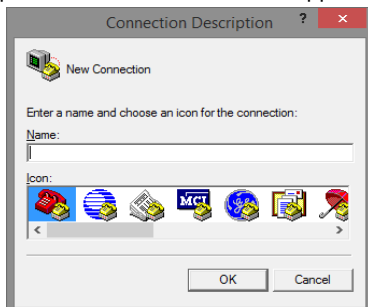 Connection Description ? ×
New Connection
Enter a name and choose an icon for the connection:
Name:
Icon:
MCI
OK Cancel